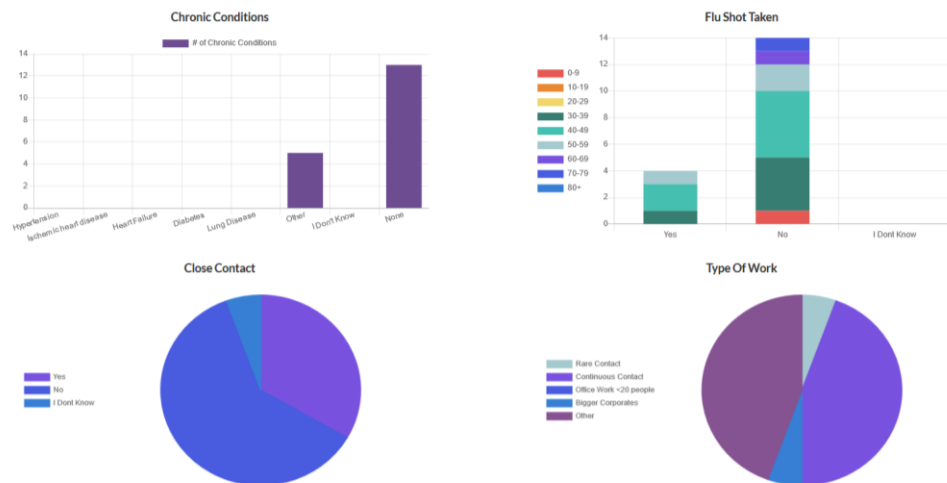 Chronic Conditions
# of Chronic Conditions
14
12
10
8
6
4
2
0
Hypertension
Ischemic heart disease
Heart Failure
Diabetes
Lung Disease
Other
I Don't Know
None
Flu Shot Taken
0-9
10-19
20-29
30-39
40-49
50-59
60-69
70-79
80+
14
12
10
8
6
4
2
0
Yes
No
I Dont Know
Close Contact
Yes
No
I Dont Know
Type Of Work
Rare Contact
Continuous Contact
Office Work <20 people
Bigger Corporates
Other